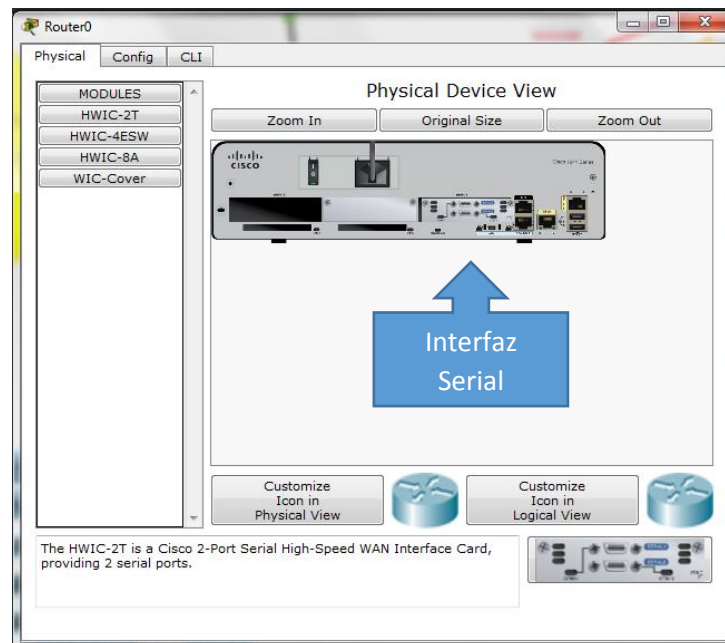 Router0
Physical
Config
CLI
MODULES
HWIC-2T
HWIC-4ESW
HWIC-8A
WIC-Cover
Physical Device View
Zoom In
Original Size
Zoom Out
CISCO
Interfaz
Serial
Customize
Icon in
Physical View
Customize
Icon in
Logical View
The HWIC-2T is a Cisco 2-Port Serial High-Speed WAN Interface Card,
providing 2 serial ports.